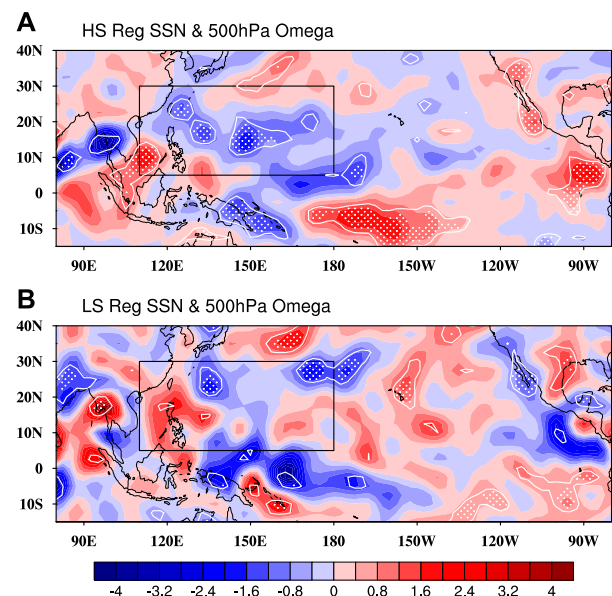 A
HS Reg SSN & 500hPa Omega
40N
30N
20N
10N
0
10S
90E 120E 150E 180 150W 120W 90W
B
LS Reg SSN & 500hPa Omega
40N
30N
20N
10N
0
10S
90E 120E 150E 180 150W 120W 90W
-4 -3.2 -2.4 -1.6 -0.8 0 0.8 1.6 2.4 3.2 4